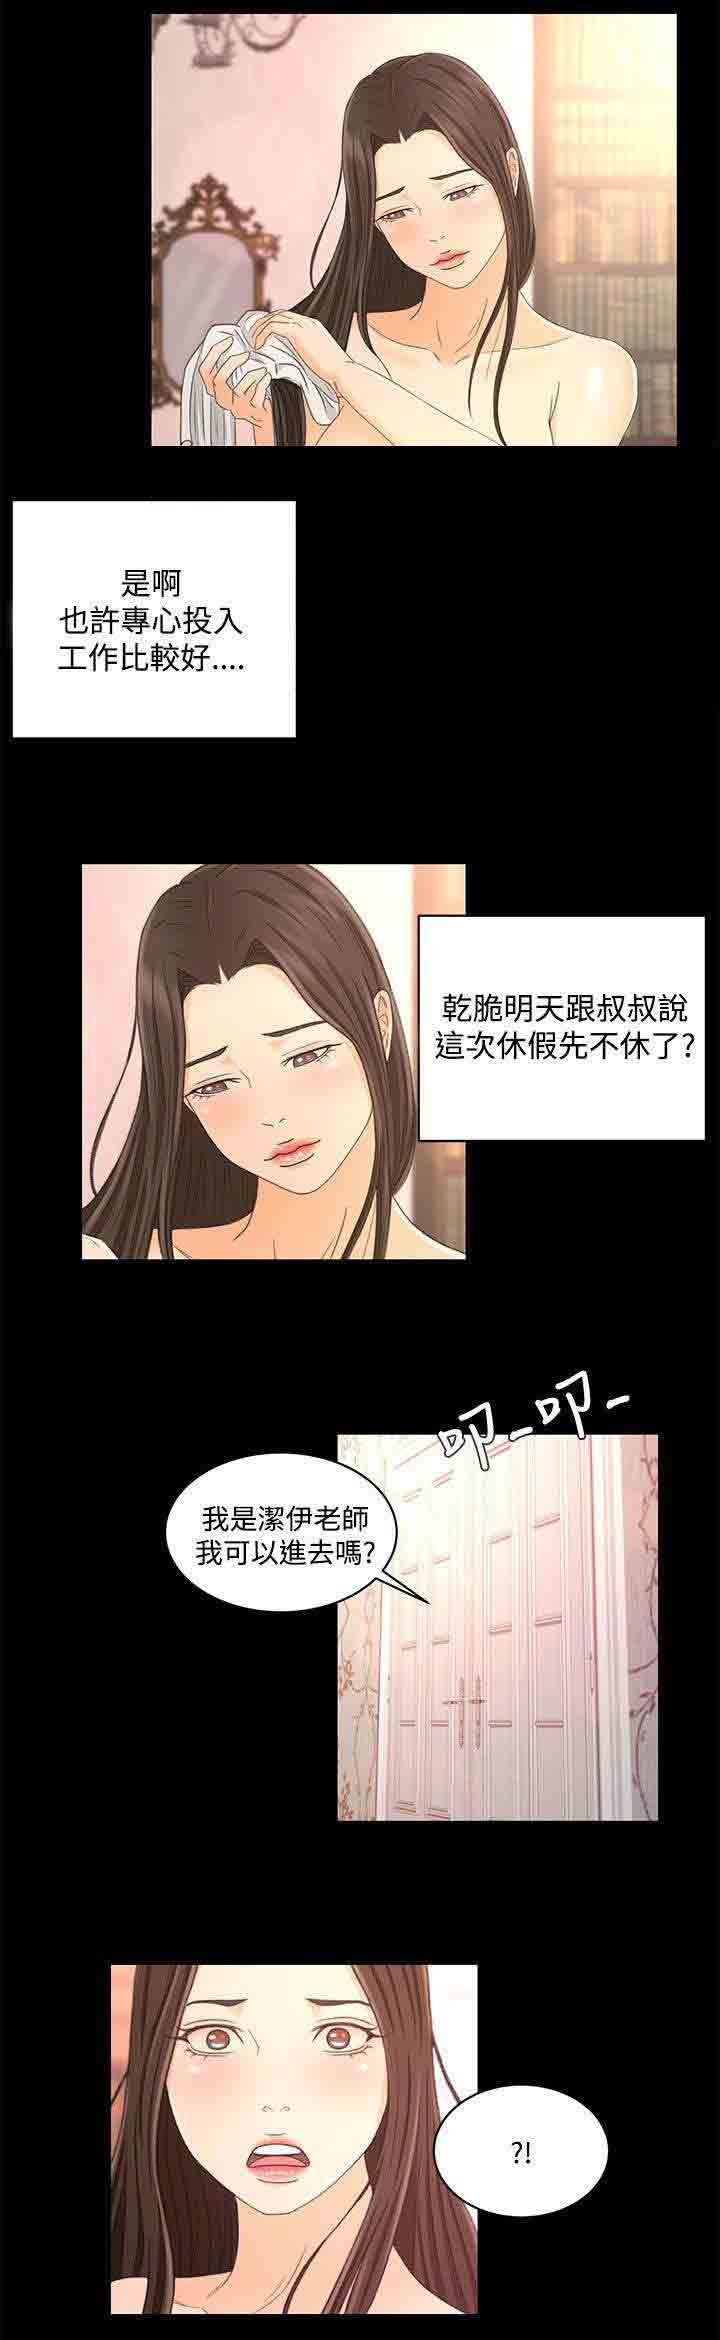 是啊
也許專心投入
工作比較好....
乾脆明天跟叔叔說
這次休假先不休了?
叩-叩-
我是潔伊老師
我可以進去嗎?
?!